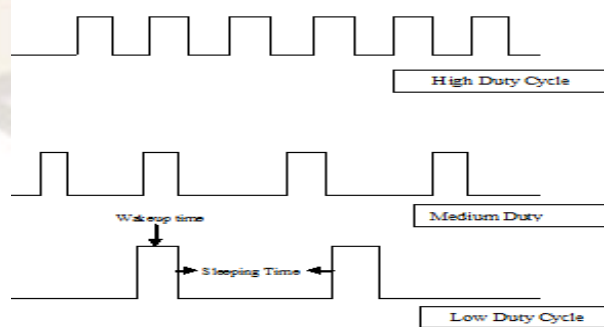 High Duty Cycle
Medium Duty
Wakeup time
Sleeping Time
Low Duty Cycle